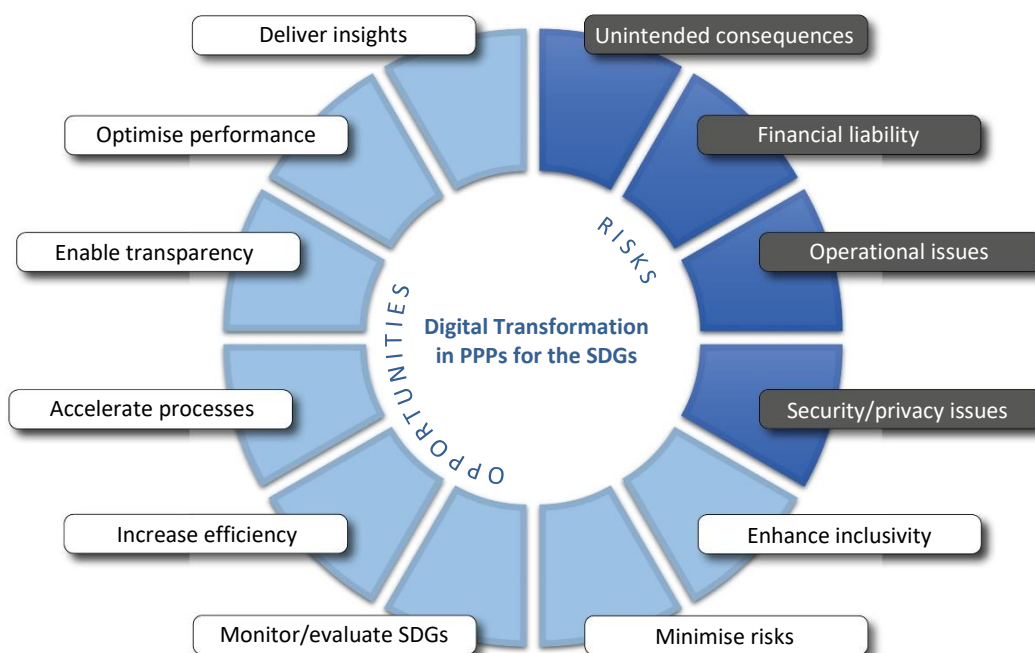 Deliver insights
Unintended consequences
Optimise performance
Financial liability
RISKS
Enable transparency
Operational issues
OPPORTUNITIES
Digital Transformation
in PPPs for the SDGs
Accelerate processes
Security/privacy issues
Increase efficiency
Enhance inclusivity
Monitor/evaluate SDGs
Minimise risks